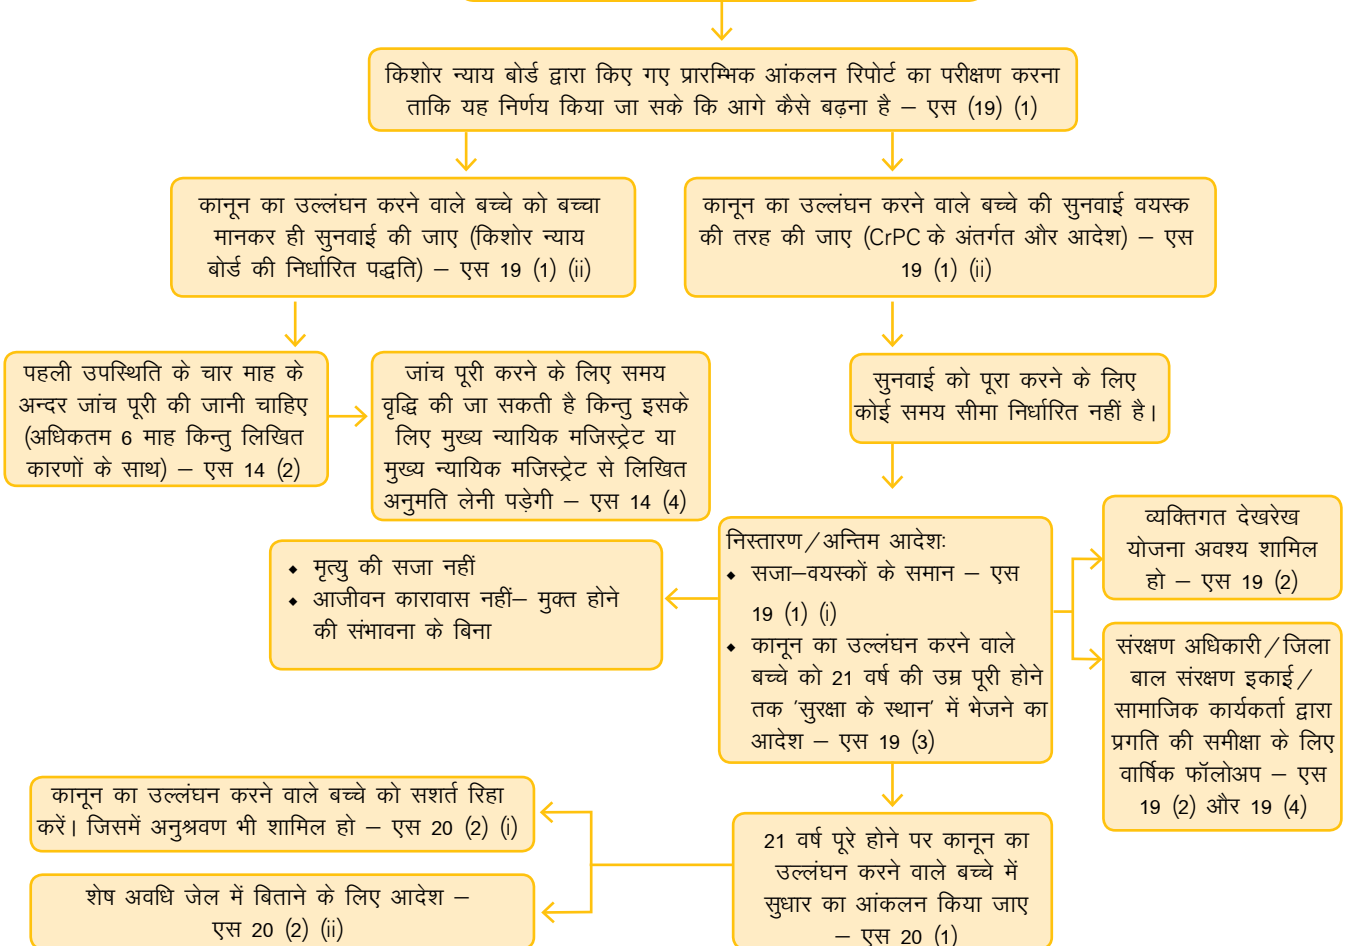 किशोर न्याय बोर्ड द्वारा किए गए प्रारम्भिक आंकलन रिपोर्ट का परीक्षण करना
ताकि यह निर्णय किया जा सके कि आगे कैसे बढ़ना है – एस (19) (1)
कानून का उल्लंघन करने वाले बच्चे को बच्चा
मानकर ही सुनवाई की जाए (किशोर न्याय
बोर्ड की निर्धारित पद्धति) – एस 19 (1) (ii)
कानून का उल्लंघन करने वाले बच्चे की सुनवाई वयस्क
की तरह की जाए (CrPC के अंतर्गत और आदेश) – एस
19 (1) (ii)
पहली उपस्थिति के चार माह के
अन्दर जांच पूरी की जानी चाहिए
(अधिकतम 6 माह किन्तु लिखित
कारणों के साथ) – एस 14 (2)
जांच पूरी करने के लिए समय
वृद्धि की जा सकती है किन्तु इसके
लिए मुख्य न्यायिक मजिस्ट्रेट या
मुख्य न्यायिक मजिस्ट्रेट से लिखित
अनुमति लेनी पड़ेगी – एस 14 (4)
सुनवाई को पूरा करने के लिए
कोई समय सीमा निर्धारित नहीं है।
निस्तारण/अन्तिम आदेशः
⬥ सजा–वयस्कों के समान – एस
19 (1) (i)
⬥ कानून का उल्लंघन करने वाले
बच्चे को 21 वर्ष की उम्र पूरी होने
तक ‘सुरक्षा के स्थान’ में भेजने का
आदेश – एस 19 (3)
⬥ मृत्यु की सजा नहीं
⬥ आजीवन कारावास नहीं– मुक्त होने
की संभावना के बिना
व्यक्तिगत देखरेख
योजना अवश्य शामिल
हो – एस 19 (2)
संरक्षण अधिकारी/जिला
बाल संरक्षण इकाई/
सामाजिक कार्यकर्ता द्वारा
प्रगति की समीक्षा के लिए
वार्षिक फॉलोअप – एस
19 (2) और 19 (4)
21 वर्ष पूरे होने पर कानून का
उल्लंघन करने वाले बच्चे में
सुधार का आंकलन किया जाए
– एस 20 (1)
कानून का उल्लंघन करने वाले बच्चे को सशर्त रिहा
करें। जिसमें अनुश्रवण भी शामिल हो – एस 20 (2) (i)
शेष अवधि जेल में बिताने के लिए आदेश –
एस 20 (2) (ii)